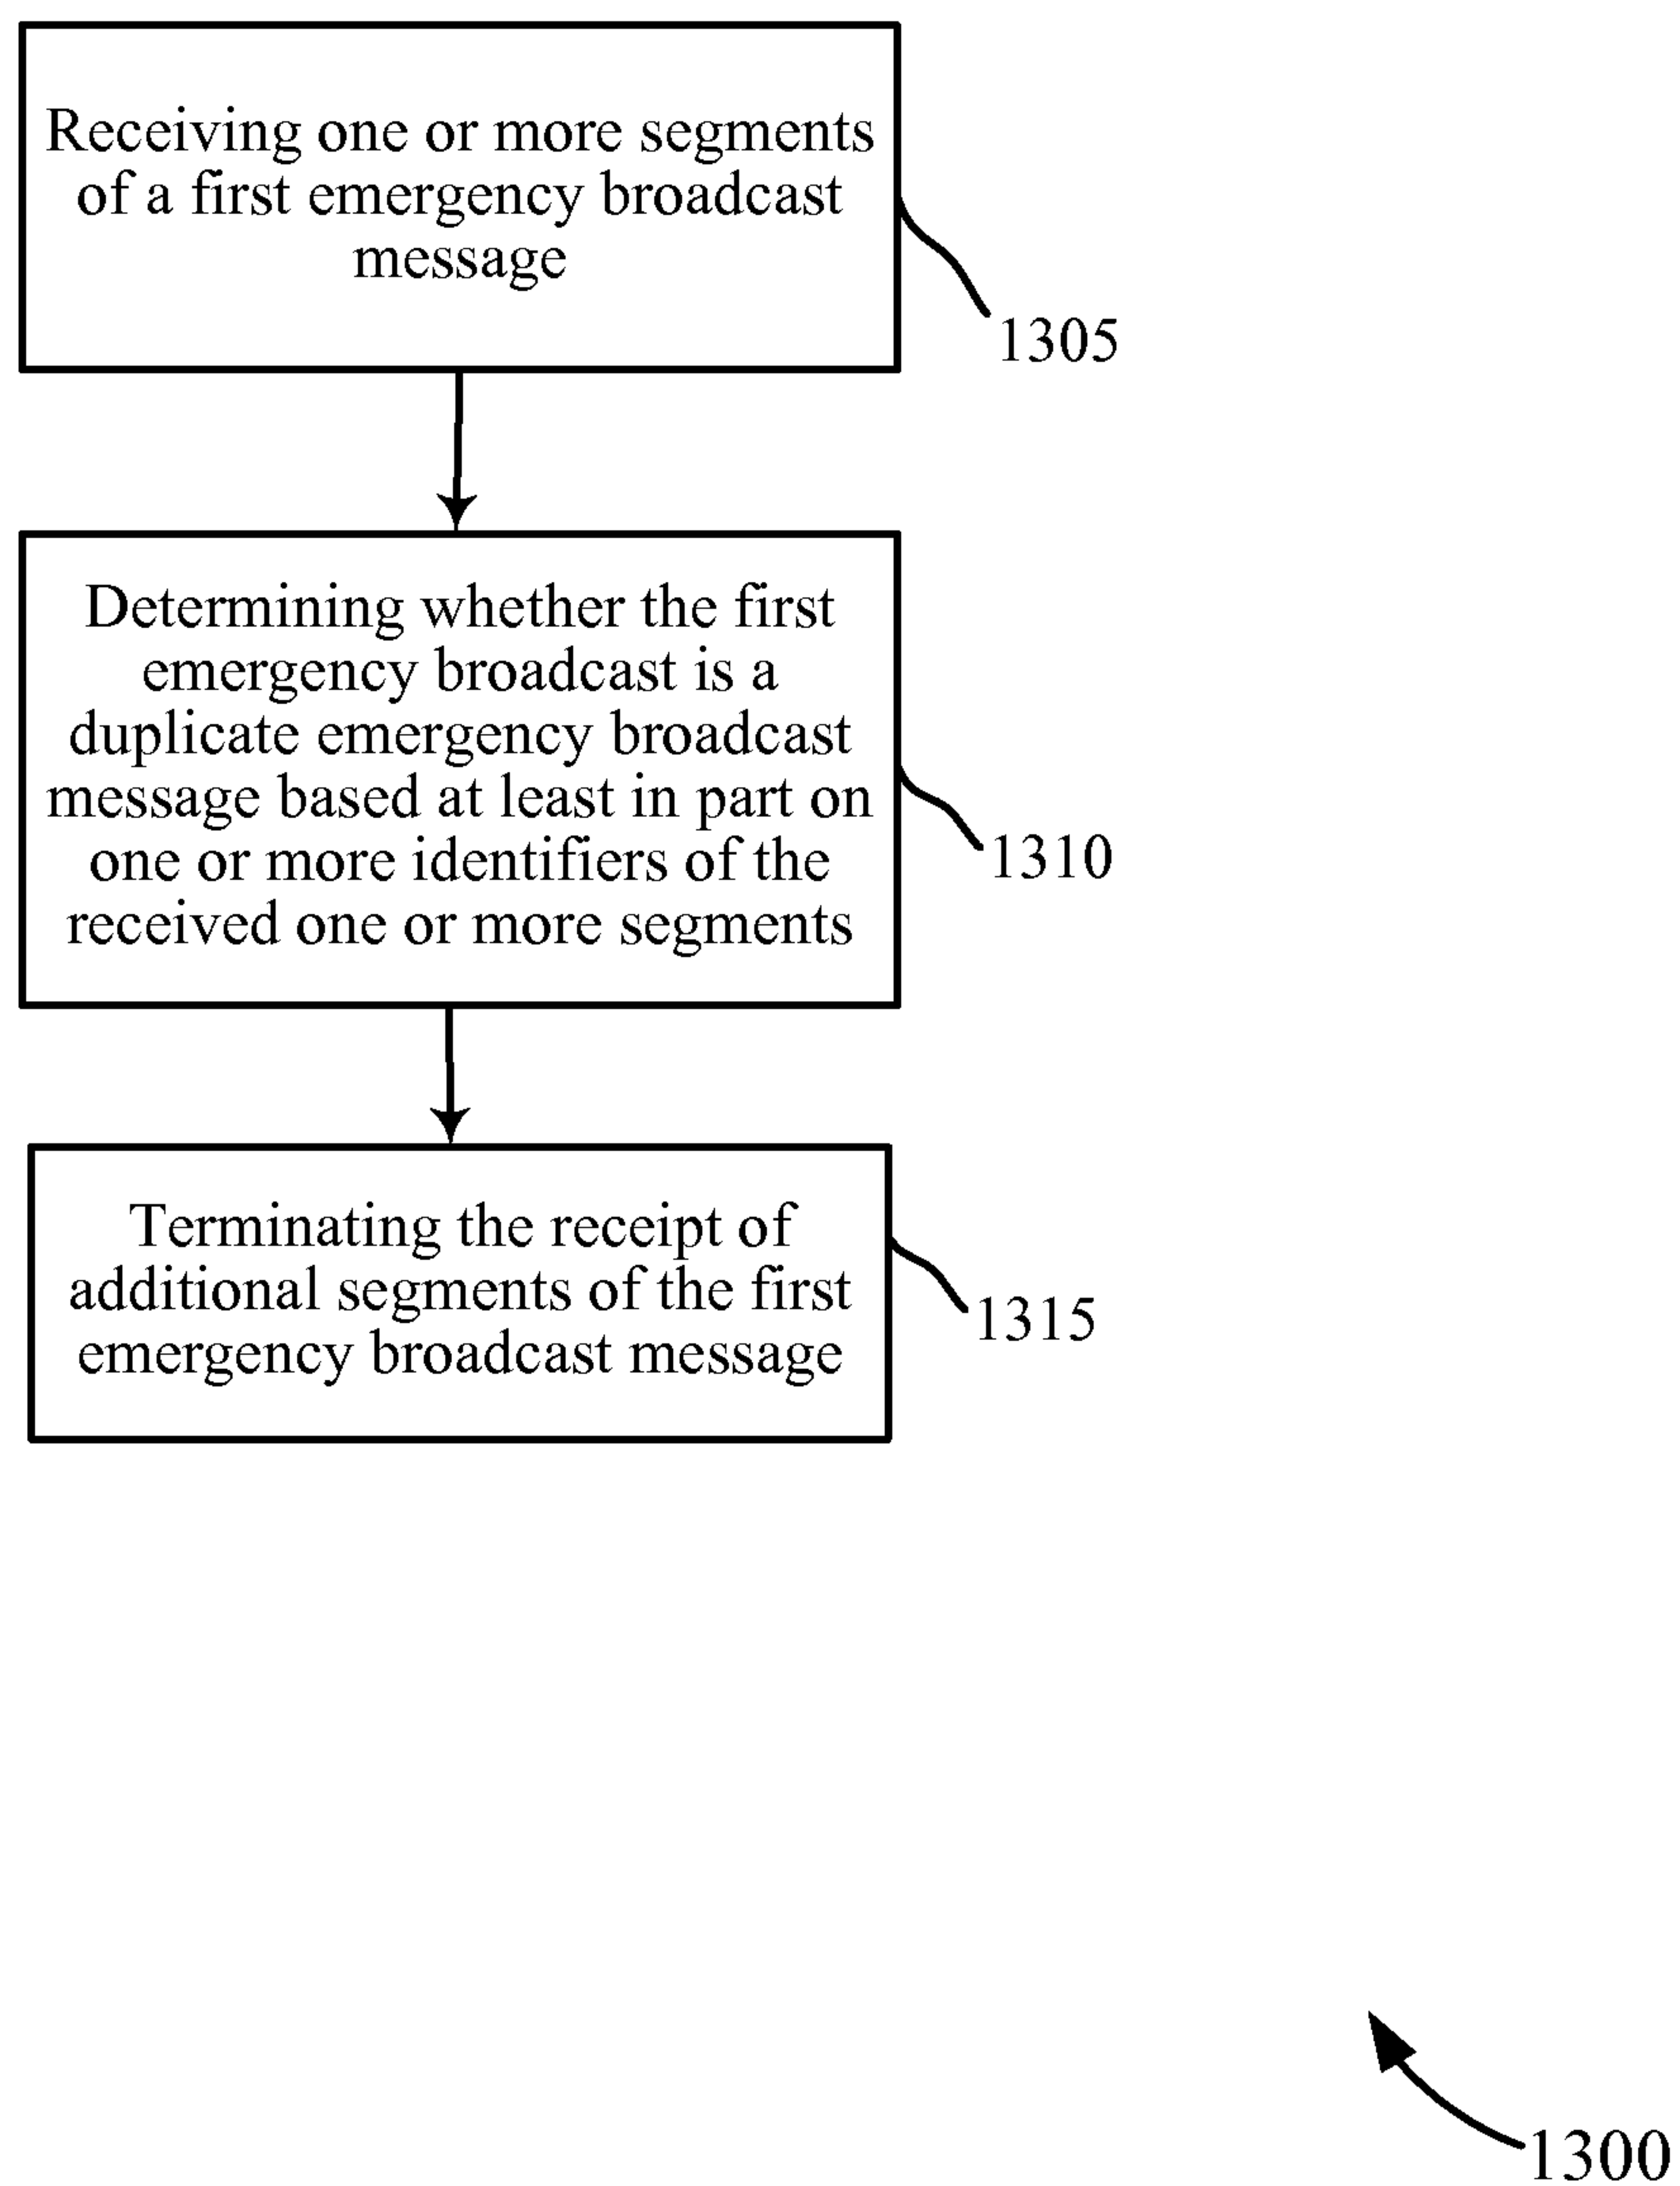 Receiving one or more segments
of a first emergency broadcast
message
1305
Determining whether the first
emergency broadcast is a
duplicate emergency broadcast
message based at least in part on
one or more identifiers of the
received one or more segments
1310
Terminating the receipt of
additional segments of the first
emergency broadcast message
1315
1300